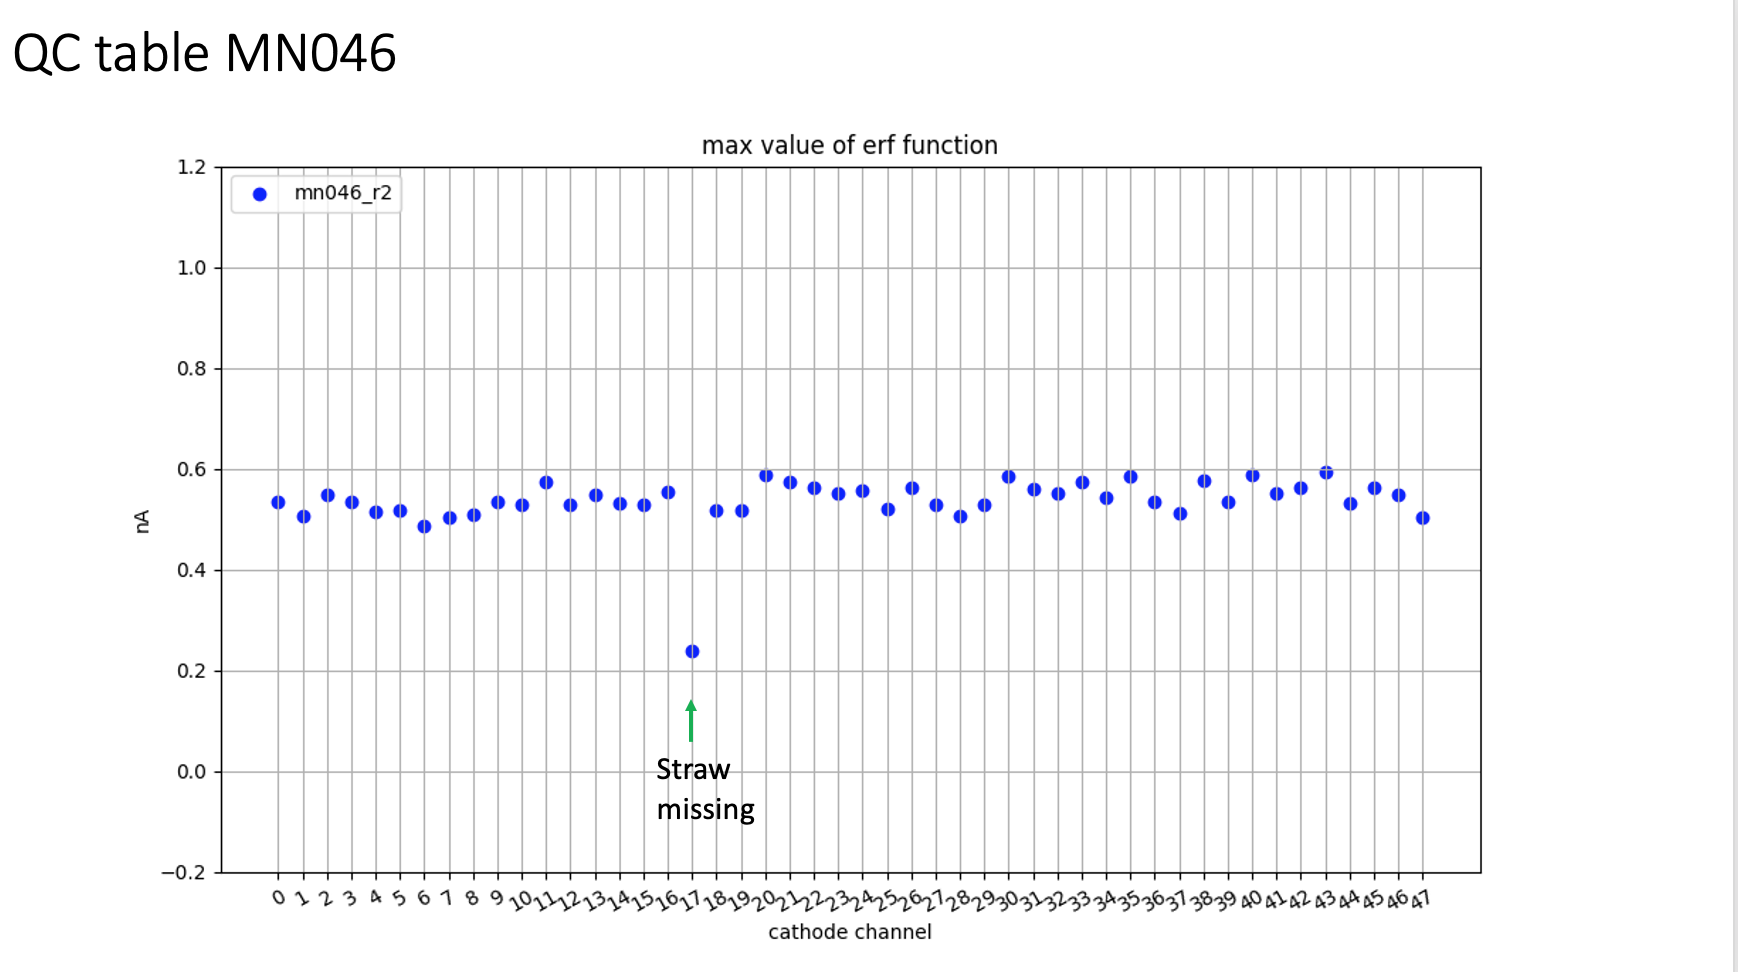 QC table MN046
max value of erf function
1.2
mn046_r2
1.0
0.8
0.6
nA
0.4
0.2
Straw
0.0
missing
−0.2
0 1 2 3 4 5 6 7 8 9 10 11 12 13 14 15 16 17 18 19 20 21 22 23 24 25 26 27 28 29 30 31 32 33 34 35 36 37 38 39 40 41 42 43 44 45 46 47
cathode channel